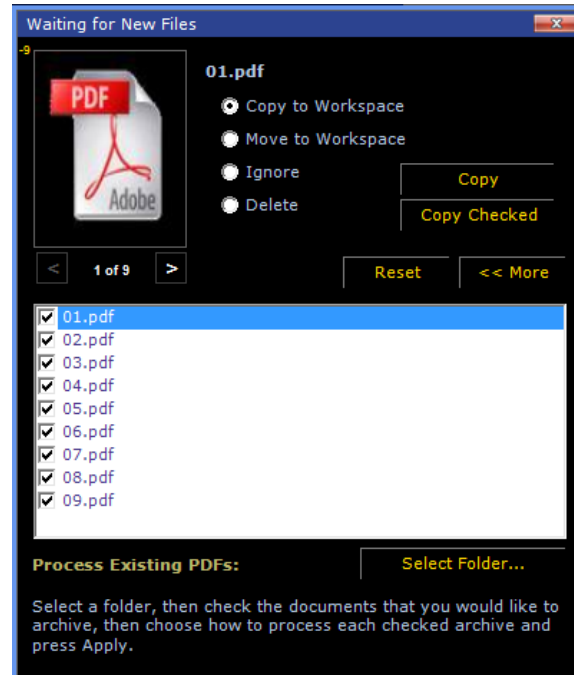 Waiting for New Files
-9
PDF
Adobe
01.pdf
Copy to Workspace
Move to Workspace
Ignore
Delete
Copy
Copy Checked
< 1 of 9 >
Reset
<< More
01.pdf
02.pdf
03.pdf
04.pdf
05.pdf
06.pdf
07.pdf
08.pdf
09.pdf
Process Existing PDFs:
Select Folder...
Select a folder, then check the documents that you would like to
archive, then choose how to process each checked archive and
press Apply.